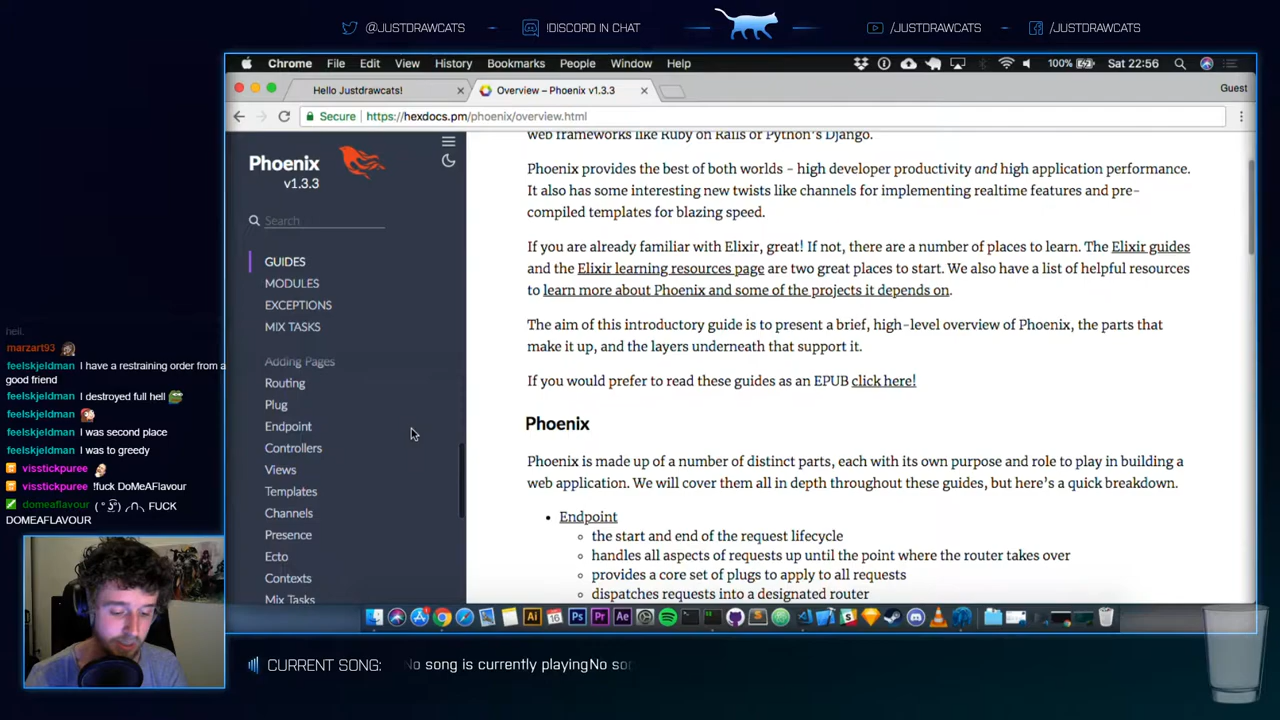 @JUSTDRAWCATS
!DISCORD IN CHAT
/JUSTDRAWCATS
/JUSTDRAWCATS
Chrome File Edit View History Bookmarks People Window Help
100% Sat 22:56
Hello Justdrawcats!
Overview – Phoenix v1.3.3
Guest
Secure https://hexdocs.pm/phoenix/overview.html
Phoenix
v1.3.3
Search
GUIDES
MODULES
EXCEPTIONS
MIX TASKS
Adding Pages
Routing
Plug
Endpoint
Controllers
Views
Templates
Channels
Presence
Ecto
Contexts
Mix Tasks
web frameworks like Ruby on Rails or Python's Django.
Phoenix provides the best of both worlds - high developer productivity and high application performance.
It also has some interesting new twists like channels for implementing realtime features and pre-
compiled templates for blazing speed.
If you are already familiar with Elixir, great! If not, there are a number of places to learn. The Elixir guides
and the Elixir learning resources page are two great places to start. We also have a list of helpful resources
to learn more about Phoenix and some of the projects it depends on.
The aim of this introductory guide is to present a brief, high-level overview of Phoenix, the parts that
make it up, and the layers underneath that support it.
If you would prefer to read these guides as an EPUB click here!
Phoenix
Phoenix is made up of a number of distinct parts, each with its own purpose and role to play in building a
web application. We will cover them all in depth throughout these guides, but here's a quick breakdown.
Endpoint
the start and end of the request lifecycle
handles all aspects of requests up until the point where the router takes over
provides a core set of plugs to apply to all requests
dispatches requests into a designated router
hell.
marzart93
feelskjeldman I have a restraining order from a
good friend
feelskjeldman I destroyed full hell
feelskjeldman
feelskjeldman I was second place
feelskjeldman I was to greedy
visstickpuree
visstickpuree !fuck DoMeAFlavour
domeaflavour ( ° ͜ʖ͡°) ╭∩╮ FUCK
DOMEAFLAVOUR
Ai 16 Ps Pr Ae
CURRENT SONG: No song is currently playingNo so